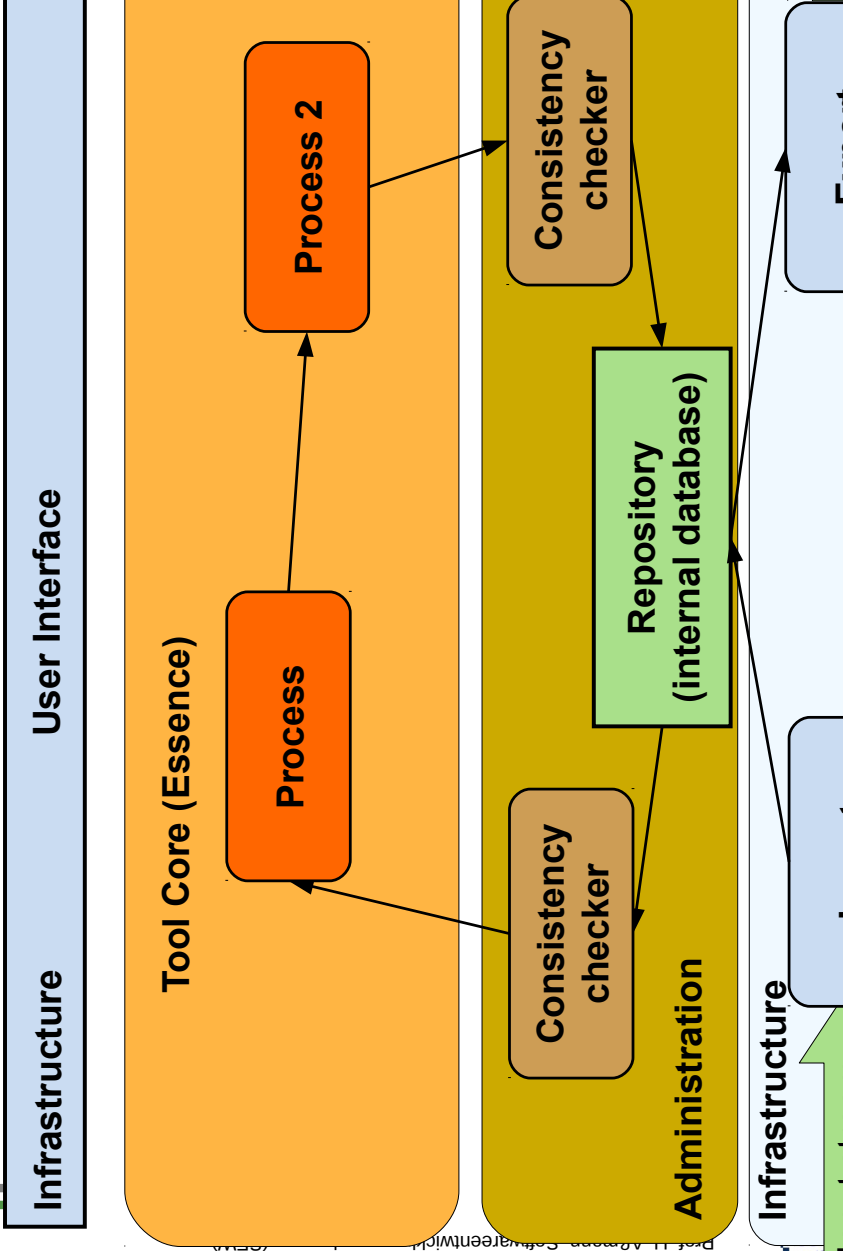 Infrastructure
User Interface
Tool Core (Essence)
Process
Process 2
Consistency
checker
Consistency
checker
Repository
(internal database)
Administration
Infrastructure